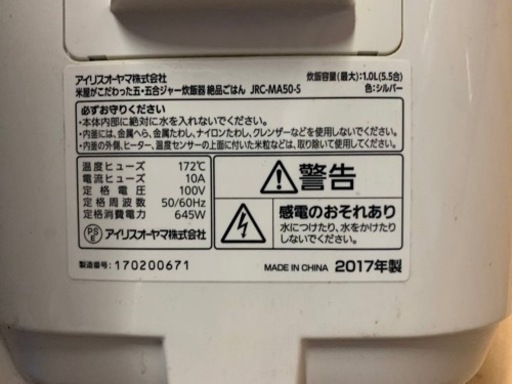 アイリスオーヤマ株式会社
米屋がこだわった五・五合ジャー炊飯器 絶品ごはん JRC-MA50-S
炊飯容量(最大):1.0L(5.5合)
色:シルバー
必ずお守りください
・本体内部に絶対に水を入れないでください。
・内釜には、金属へら、金属たわし、ナイロンたわし、クレンザーなどを使用しないでください。
・内釜の外側、ヒーター、温度センサーの上面に付いた米粒などは、取り除いて使用してください。
温度ヒューズ 172℃
電流ヒューズ 10A
定格電圧 100V
定格周波数 50/60Hz
定格消費電力 645W
PS
E
アイリスオーヤマ株式会社
警告
感電のおそれあり
水につけたり、水をかけたり
しないでください。
製造番号:170200671
MADE IN CHINA 2017年製